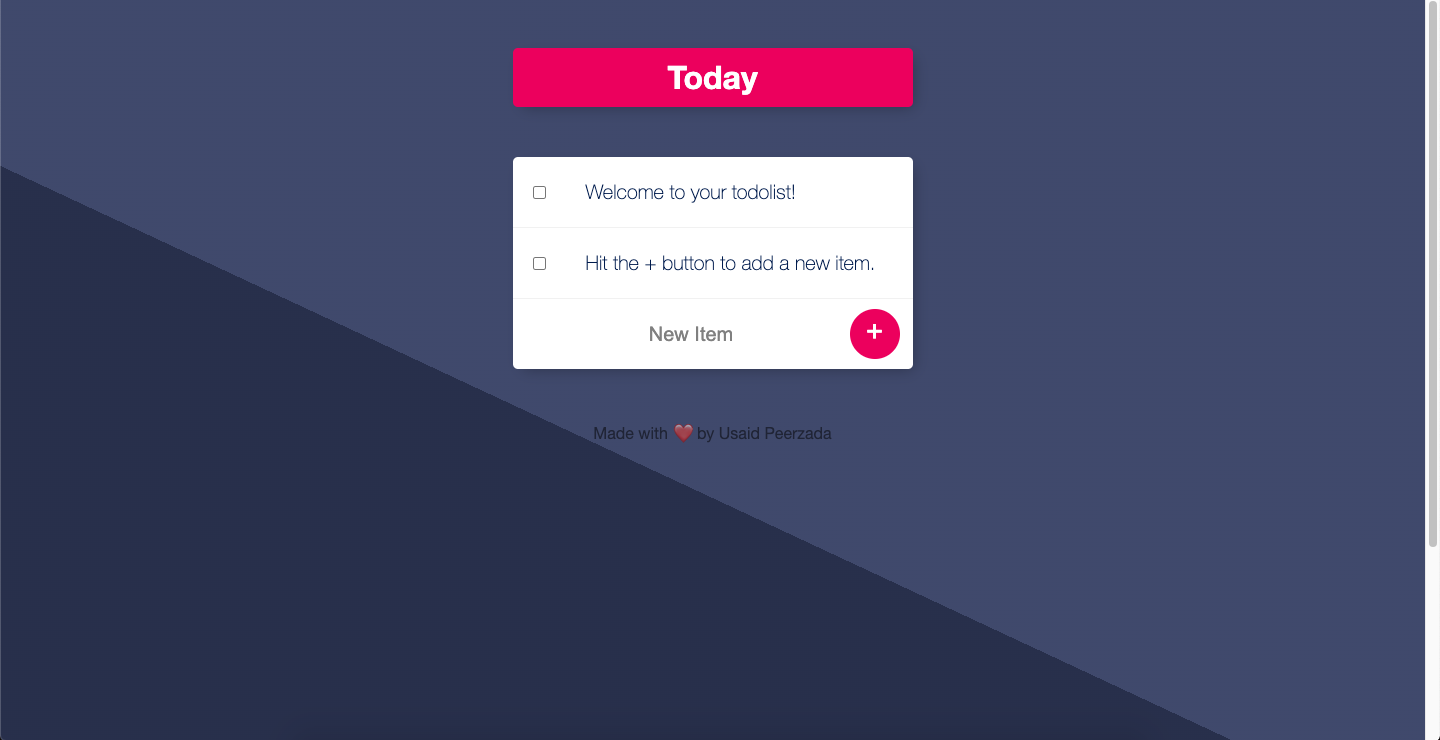 Today
Welcome to your todolist!
Hit the + button to add a new item.
New Item
+
Made with ❤️ by Usaid Peerzada